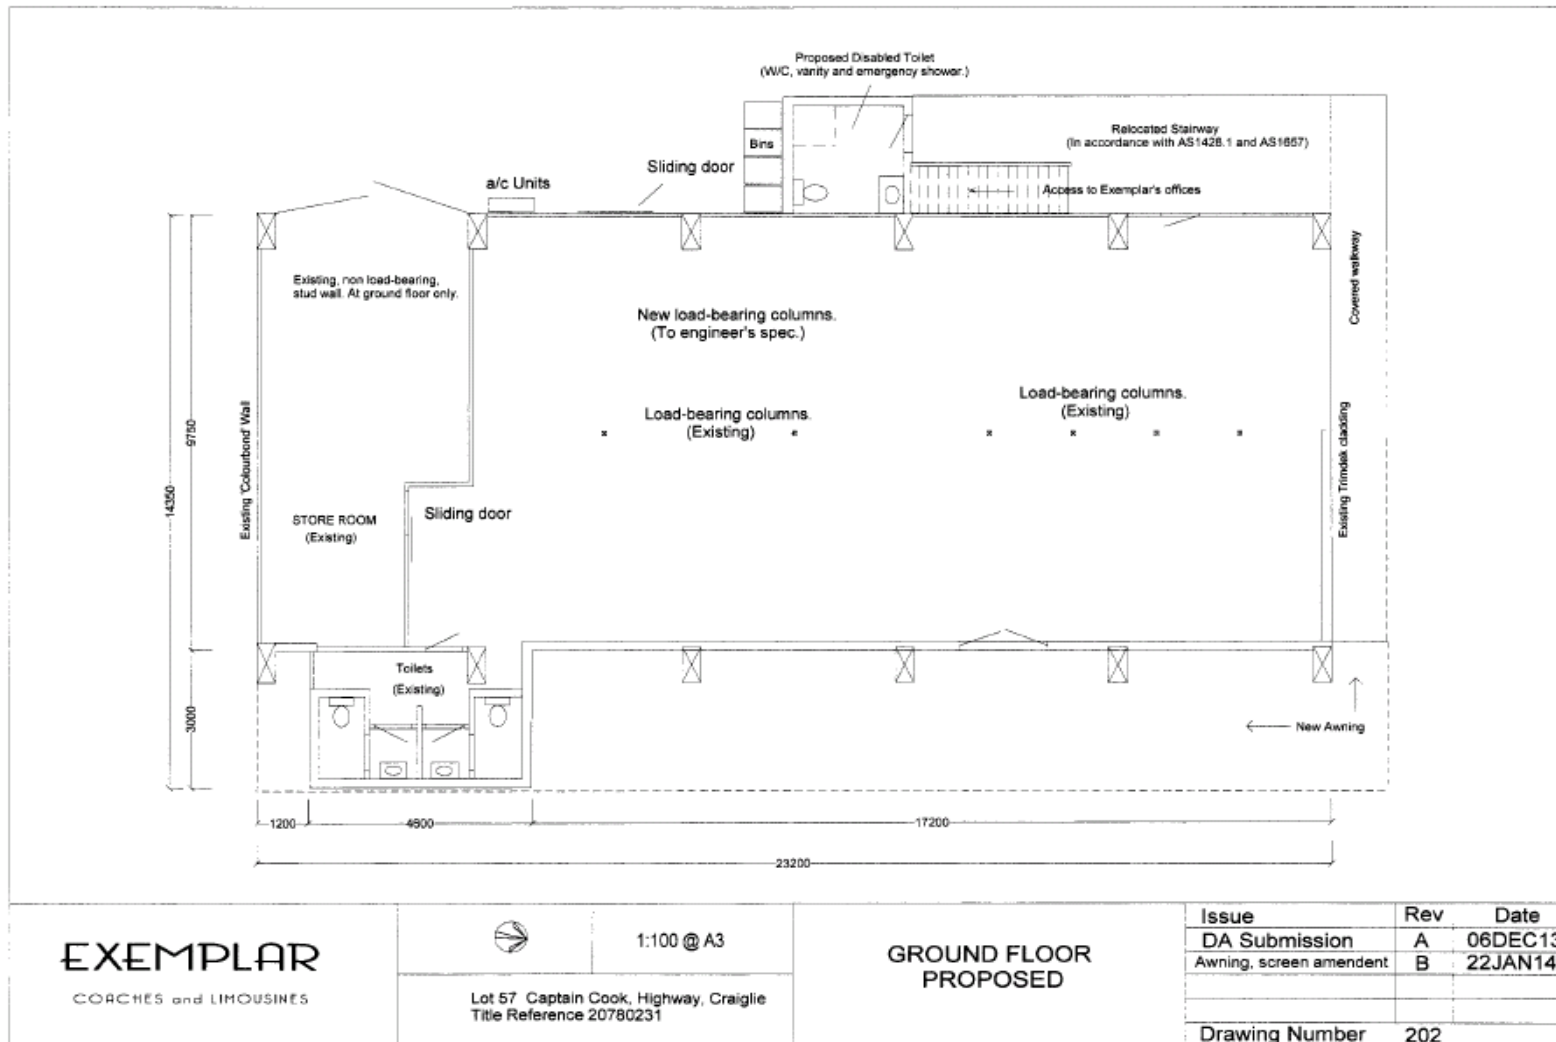 Proposed Disabled Toilet
(W/C, vanity and emergency shower.)
Relocated Stairway
(In accordance with AS1428.1 and AS1657)
Bins
Sliding door
a/c Units
Access to Exemplar's offices
Existing, non load-bearing,
stud wall. At ground floor only.
Covered walkway
New load-bearing columns.
(To engineer's spec.)
Load-bearing columns.
(Existing)
Load-bearing columns.
(Existing)
Existing 'Colourbond' Wall
Existing Trimdek cladding
9750
14350
STORE ROOM
(Existing)
Sliding door
Toilets
(Existing)
3000
New Awning
1200
4800
17200
23200
EXEMPLAR
COACHES and LIMOUSINES
1:100 @ A3
Lot 57 Captain Cook, Highway, Craiglie
Title Reference 20780231
GROUND FLOOR
PROPOSED
Issue Rev Date
DA Submission A 06DEC13
Awning, screen amendent B 22JAN14
Drawing Number 202